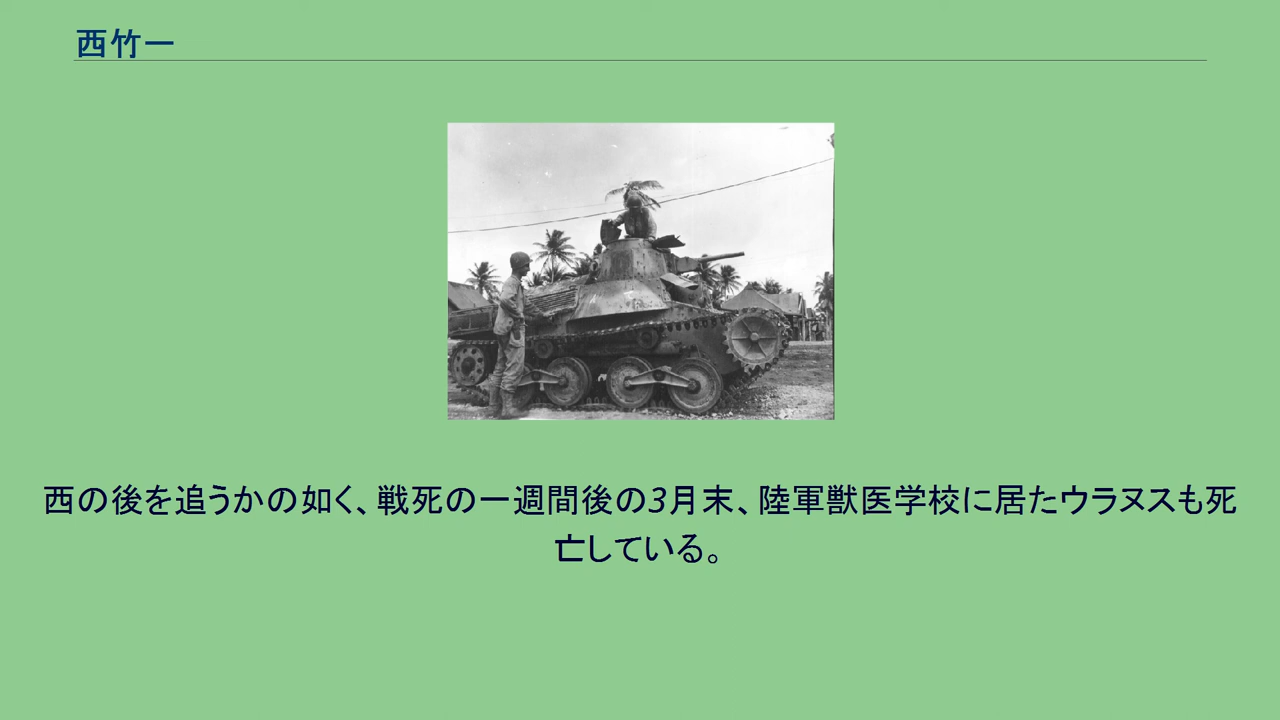 西竹一
西の後を追うかの如く、戦死の一週間後の3月末、陸軍獣医学校に居たウラヌスも死
亡している。